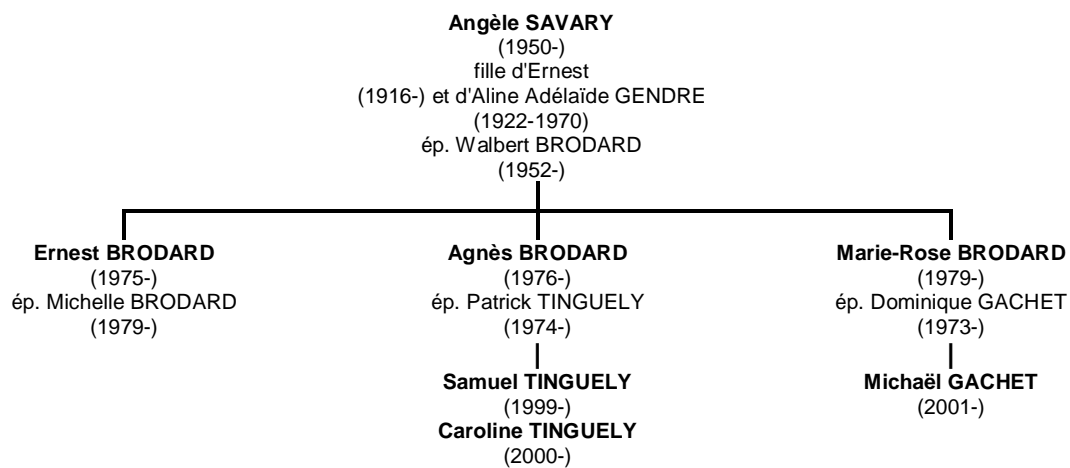 Angèle SAVARY
(1950-)
fille d'Ernest
(1916-) et d'Aline Adélaïde GENDRE
(1922-1970)
ép. Walbert BRODARD
(1952-)
Ernest BRODARD
(1975-)
ép. Michelle BRODARD
(1979-)
Agnès BRODARD
(1976-)
ép. Patrick TINGUELY
(1974-)
Samuel TINGUELY
(1999-)
Caroline TINGUELY
(2000-)
Marie-Rose BRODARD
(1979-)
ép. Dominique GACHET
(1973-)
Michaël GACHET
(2001-)